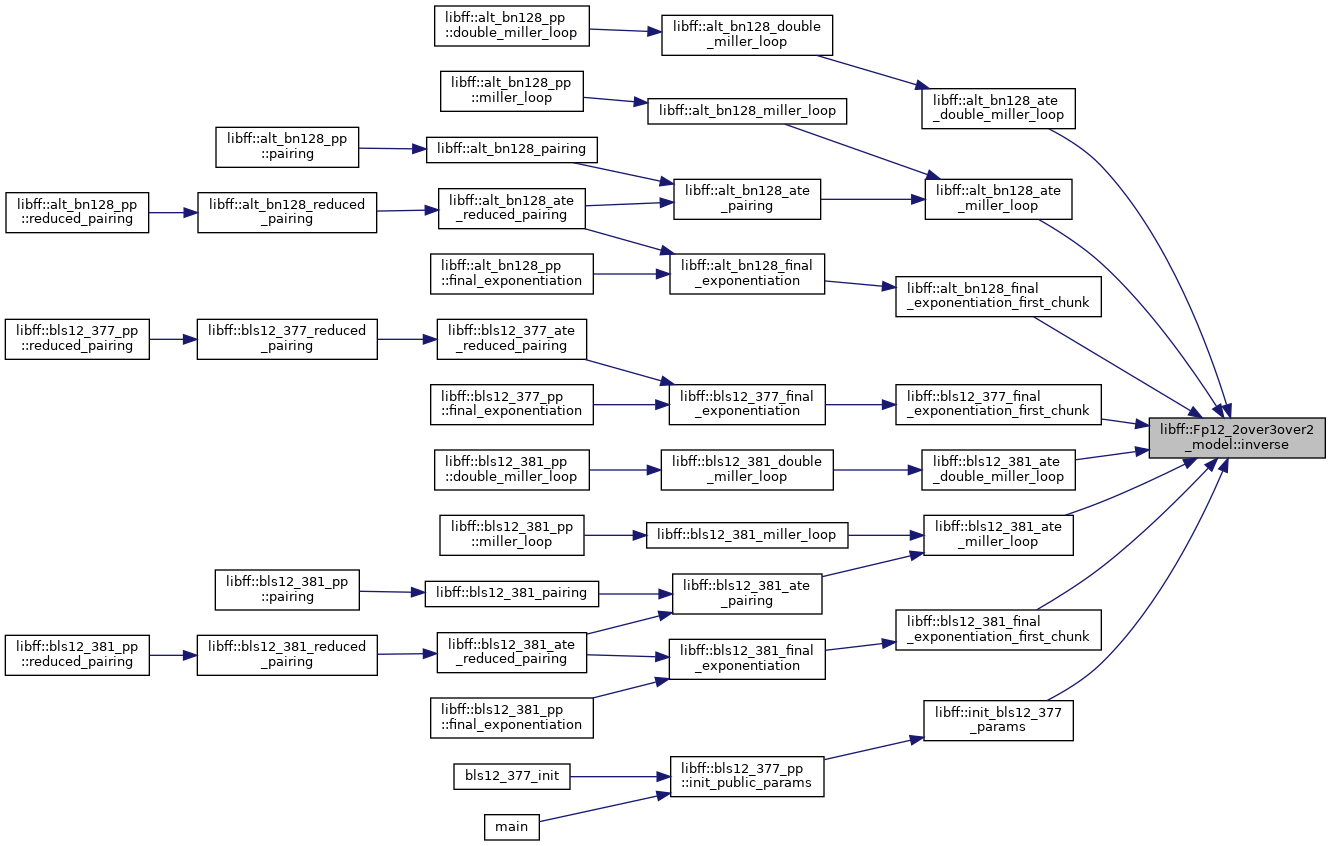 libff::alt_bn128_pp
::double_miller_loop
libff::alt_bn128_double
_miller_loop
libff::alt_bn128_pp
::miller_loop
libff::alt_bn128_miller_loop
libff::alt_bn128_ate
_double_miller_loop
libff::alt_bn128_pp
::pairing
libff::alt_bn128_pairing
libff::alt_bn128_pp
::reduced_pairing
libff::alt_bn128_reduced
_pairing
libff::alt_bn128_ate
_reduced_pairing
libff::alt_bn128_ate
_pairing
libff::alt_bn128_ate
_miller_loop
libff::alt_bn128_pp
::final_exponentiation
libff::alt_bn128_final
_exponentiation
libff::alt_bn128_final
_exponentiation_first_chunk
libff::bls12_377_pp
::reduced_pairing
libff::bls12_377_reduced
_pairing
libff::bls12_377_ate
_reduced_pairing
libff::bls12_377_pp
::final_exponentiation
libff::bls12_377_final
_exponentiation
libff::bls12_377_final
_exponentiation_first_chunk
libff::Fp12_2over3over2
_model::inverse
libff::bls12_381_pp
::double_miller_loop
libff::bls12_381_double
_miller_loop
libff::bls12_381_ate
_double_miller_loop
libff::bls12_381_pp
::miller_loop
libff::bls12_381_miller_loop
libff::bls12_381_ate
_miller_loop
libff::bls12_381_pp
::pairing
libff::bls12_381_pairing
libff::bls12_381_ate
_pairing
libff::bls12_381_pp
::reduced_pairing
libff::bls12_381_reduced
_pairing
libff::bls12_381_ate
_reduced_pairing
libff::bls12_381_final
_exponentiation
libff::bls12_381_final
_exponentiation_first_chunk
libff::bls12_381_pp
::final_exponentiation
libff::init_bls12_377
_params
bls12_377_init
libff::bls12_377_pp
::init_public_params
main